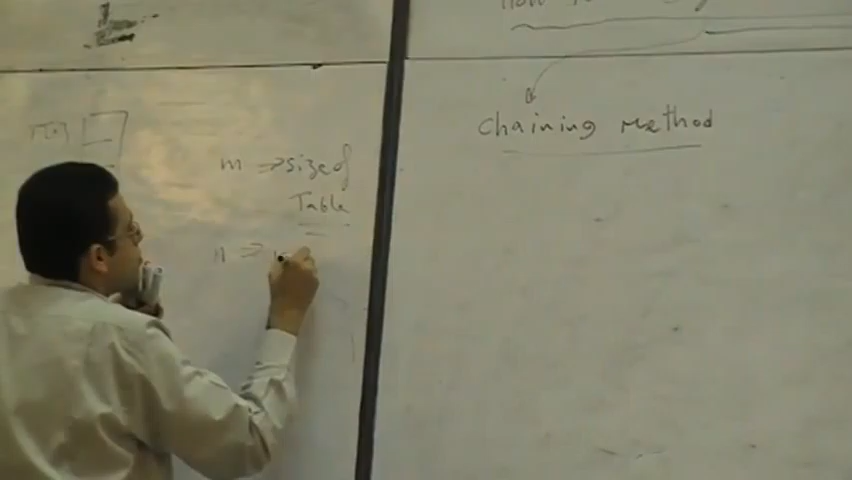 m => size of
Table
n =>
chaining method